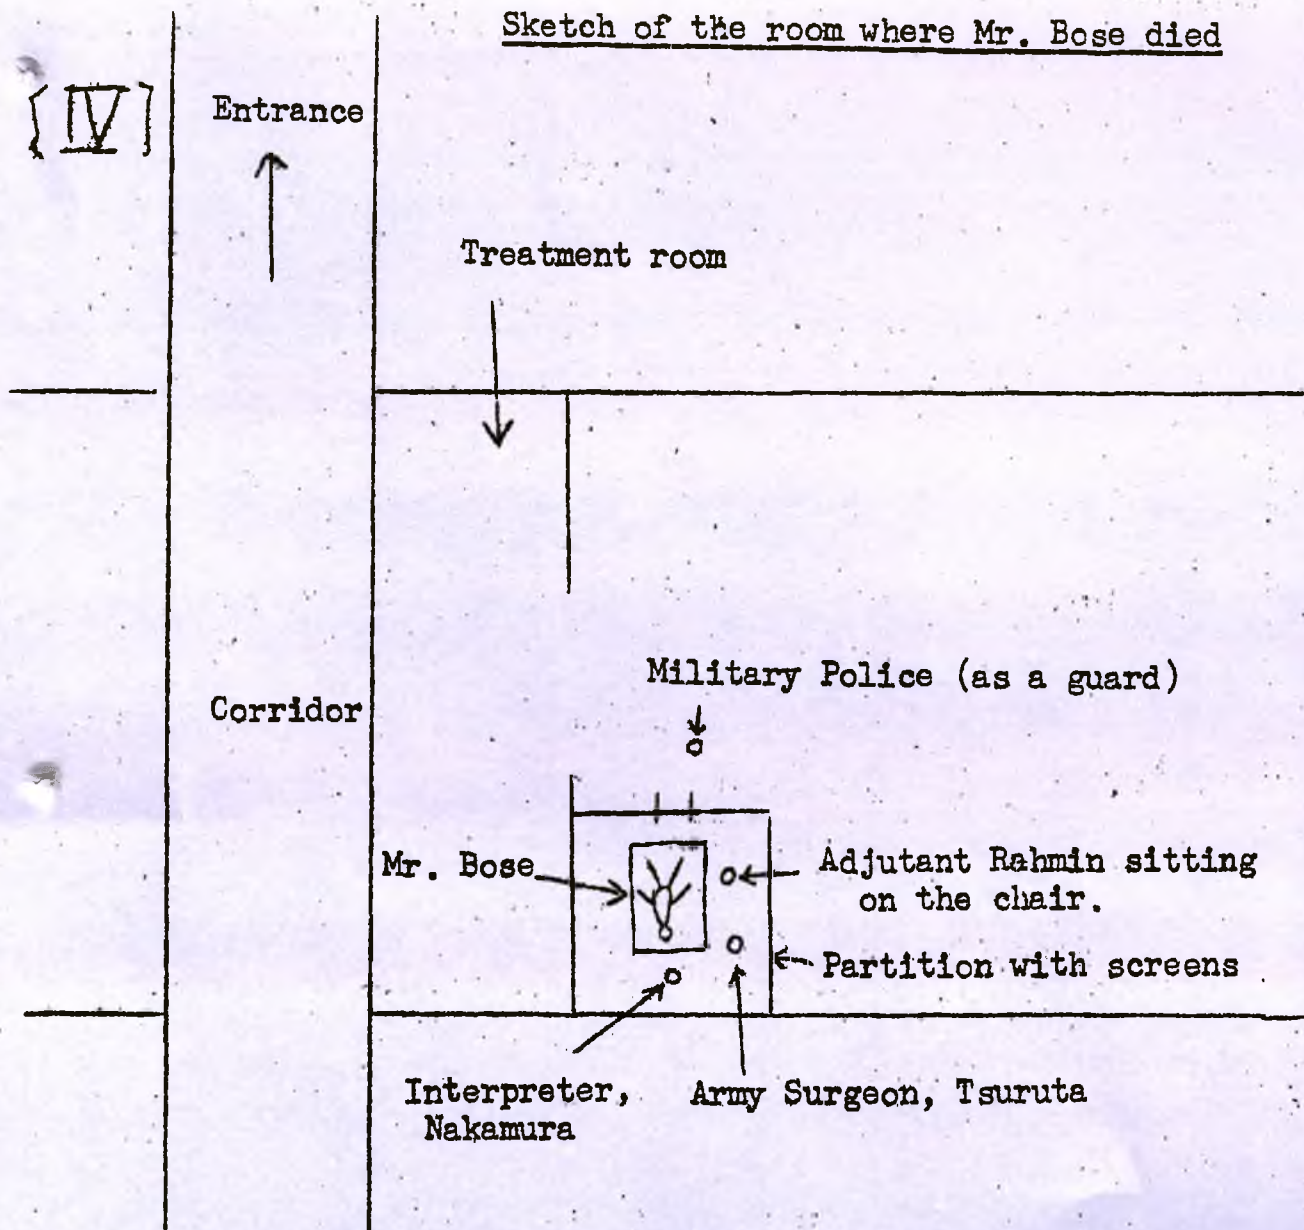 Sketch of the room where Mr. Bose died
[IV]
Entrance
Treatment room
Military Police (as a guard)
Corridor
Mr. Bose
Adjutant Rahmin sitting
on the chair.
Partition with screens
Interpreter,
Nakamura
Army Surgeon, Tsuruta